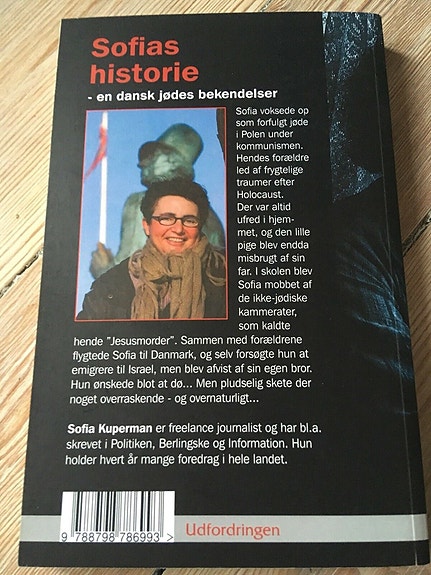 Sofias
historie
- en dansk jødes bekendelser
Sofia voksede op
som forfulgt jøde
i Polen under
kommunismen.
Hendes forældre
led af frygtelige
traumer efter
Holocaust.
Der var altid
ufred i hjem-
met, og den lille
pige blev endda
misbrugt af sin
far. I skolen blev
Sofia mobbet af
de ikke-jødiske
kammerater,
som kaldte
hende "Jesusmorder". Sammen med forældrene
flygtede Sofia til Danmark, og selv forsøgte hun at
emigrere til Israel, men blev afvist af sin egen bror.
Hun ønskede blot at dø... Men pludselig skete der
noget overraskende - og overnaturligt...
Sofia Kuperman er freelance journalist og har bl.a.
skrevet i Politiken, Berlingske og Information. Hun
holder hvert år mange foredrag i hele landet.
Udfordringen
9 788798 786993 >